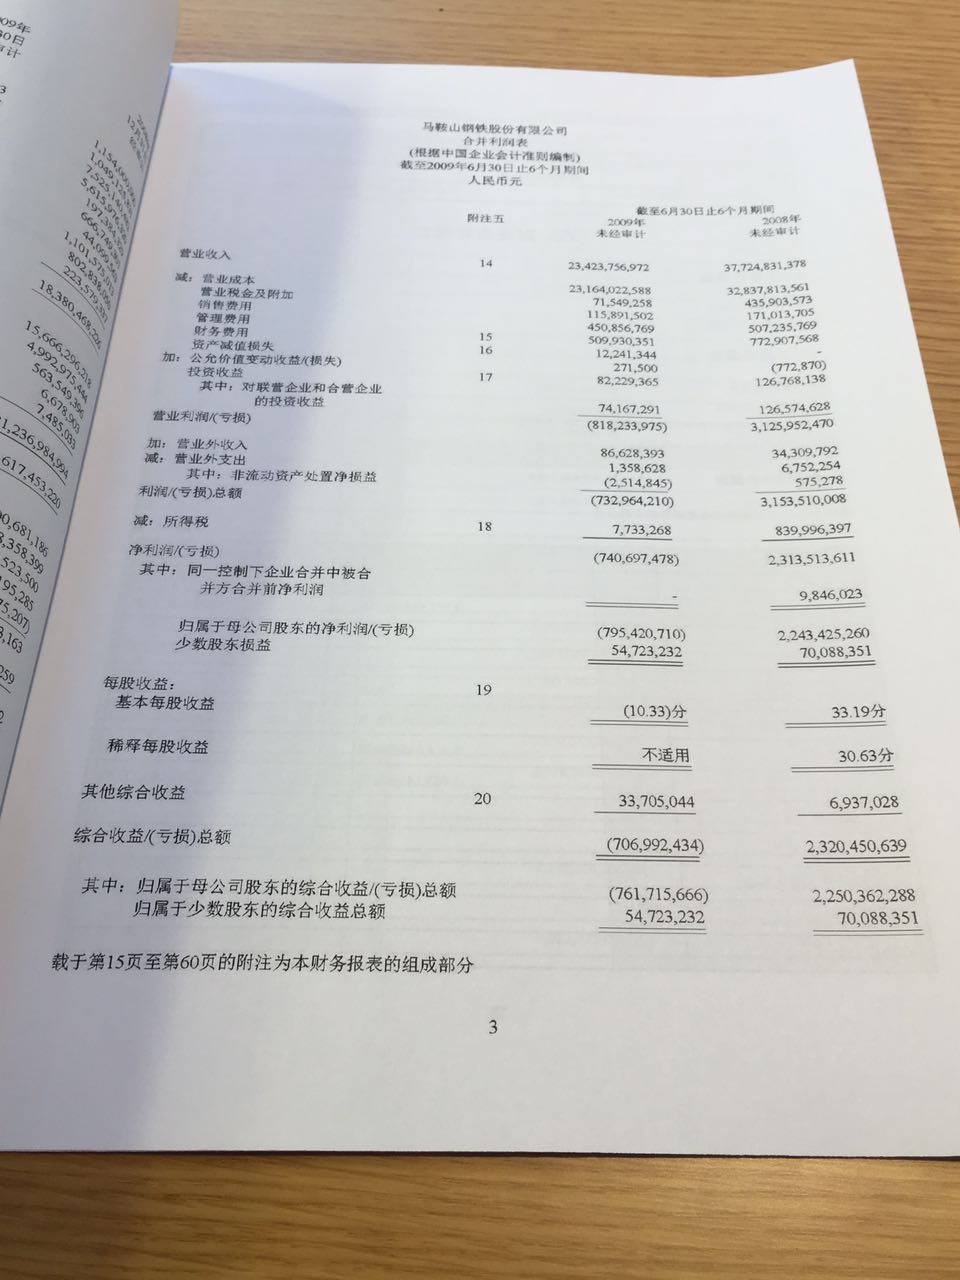 马鞍山钢铁股份有限公司
合并利润表
(根据中国企业会计准则编制)
截至2009年6月30日止6个月期间
人民币元
截至6月30日止6个月期间
附注五 2009年 2008年
未经审计 未经审计
营业收入 14 23,423,756,972 37,724,831,378
减：营业成本 23,164,022,588 32,837,813,561
营业税金及附加 71,549,258 435,903,573
销售费用 115,891,502 171,013,705
管理费用 450,856,769 507,235,769
财务费用 15 509,930,351 772,907,568
资产减值损失 16 12,241,344 -
加：公允价值变动收益/(损失) 271,500 (772,870)
投资收益 17 82,229,365 126,768,138
其中：对联营企业和合营企业
的投资收益 74,167,291 126,574,628
营业利润/(亏损) (818,233,975) 3,125,952,470
加：营业外收入 86,628,393 34,309,792
减：营业外支出 1,358,628 6,752,254
其中：非流动资产处置净损益 (2,514,845) 575,278
利润/(亏损)总额 (732,964,210) 3,153,510,008
减：所得税 18 7,733,268 839,996,397
净利润/(亏损) (740,697,478) 2,313,513,611
其中：同一控制下企业合并中被合
并方合并前净利润 - 9,846,023
归属于母公司股东的净利润/(亏损) (795,420,710) 2,243,425,260
少数股东损益 54,723,232 70,088,351
每股收益： 19
基本每股收益 (10.33)分 33.19分
稀释每股收益 不适用 30.63分
其他综合收益 20 33,705,044 6,937,028
综合收益/(亏损)总额 (706,992,434) 2,320,450,639
其中：归属于母公司股东的综合收益/(亏损)总额 (761,715,666) 2,250,362,288
归属于少数股东的综合收益总额 54,723,232 70,088,351
载于第15页至第60页的附注为本财务报表的组成部分
3